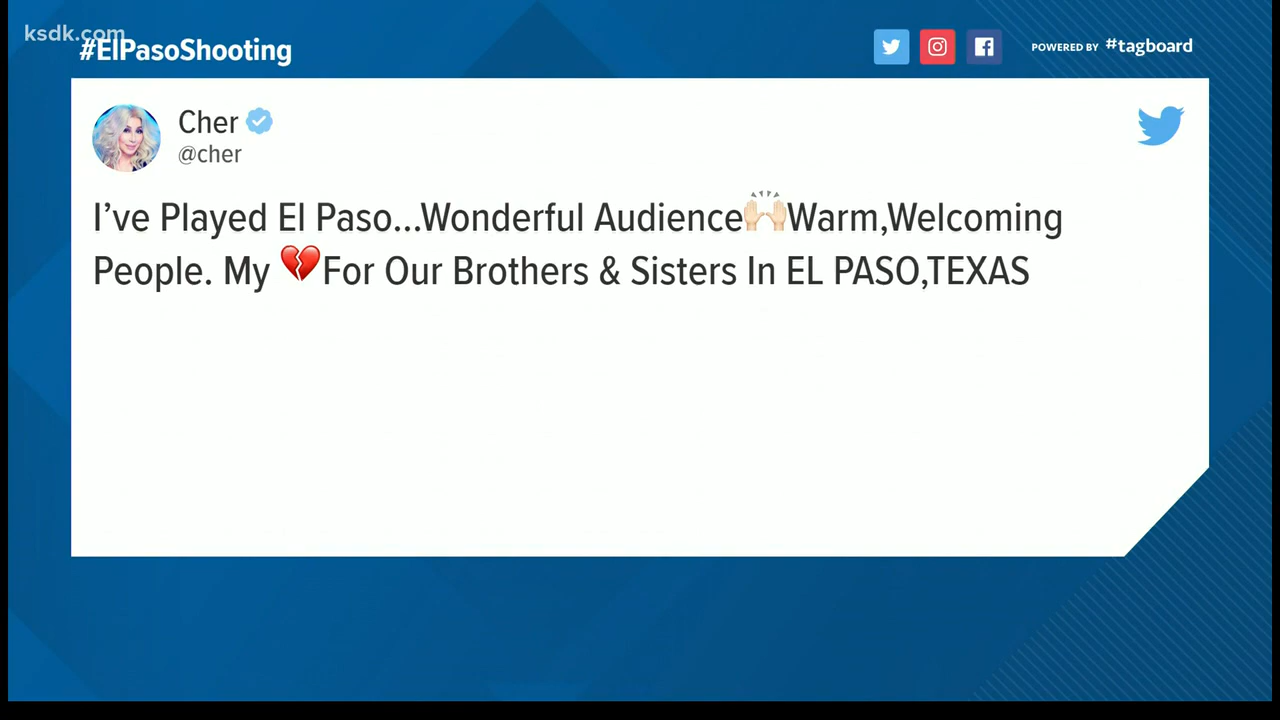 ksdk.com
#ElPasoShooting
POWERED BY #tagboard
Cher
@cher
I’ve Played El Paso...Wonderful Audience🙌🏻Warm,Welcoming
People. My 💔For Our Brothers & Sisters In EL PASO,TEXAS